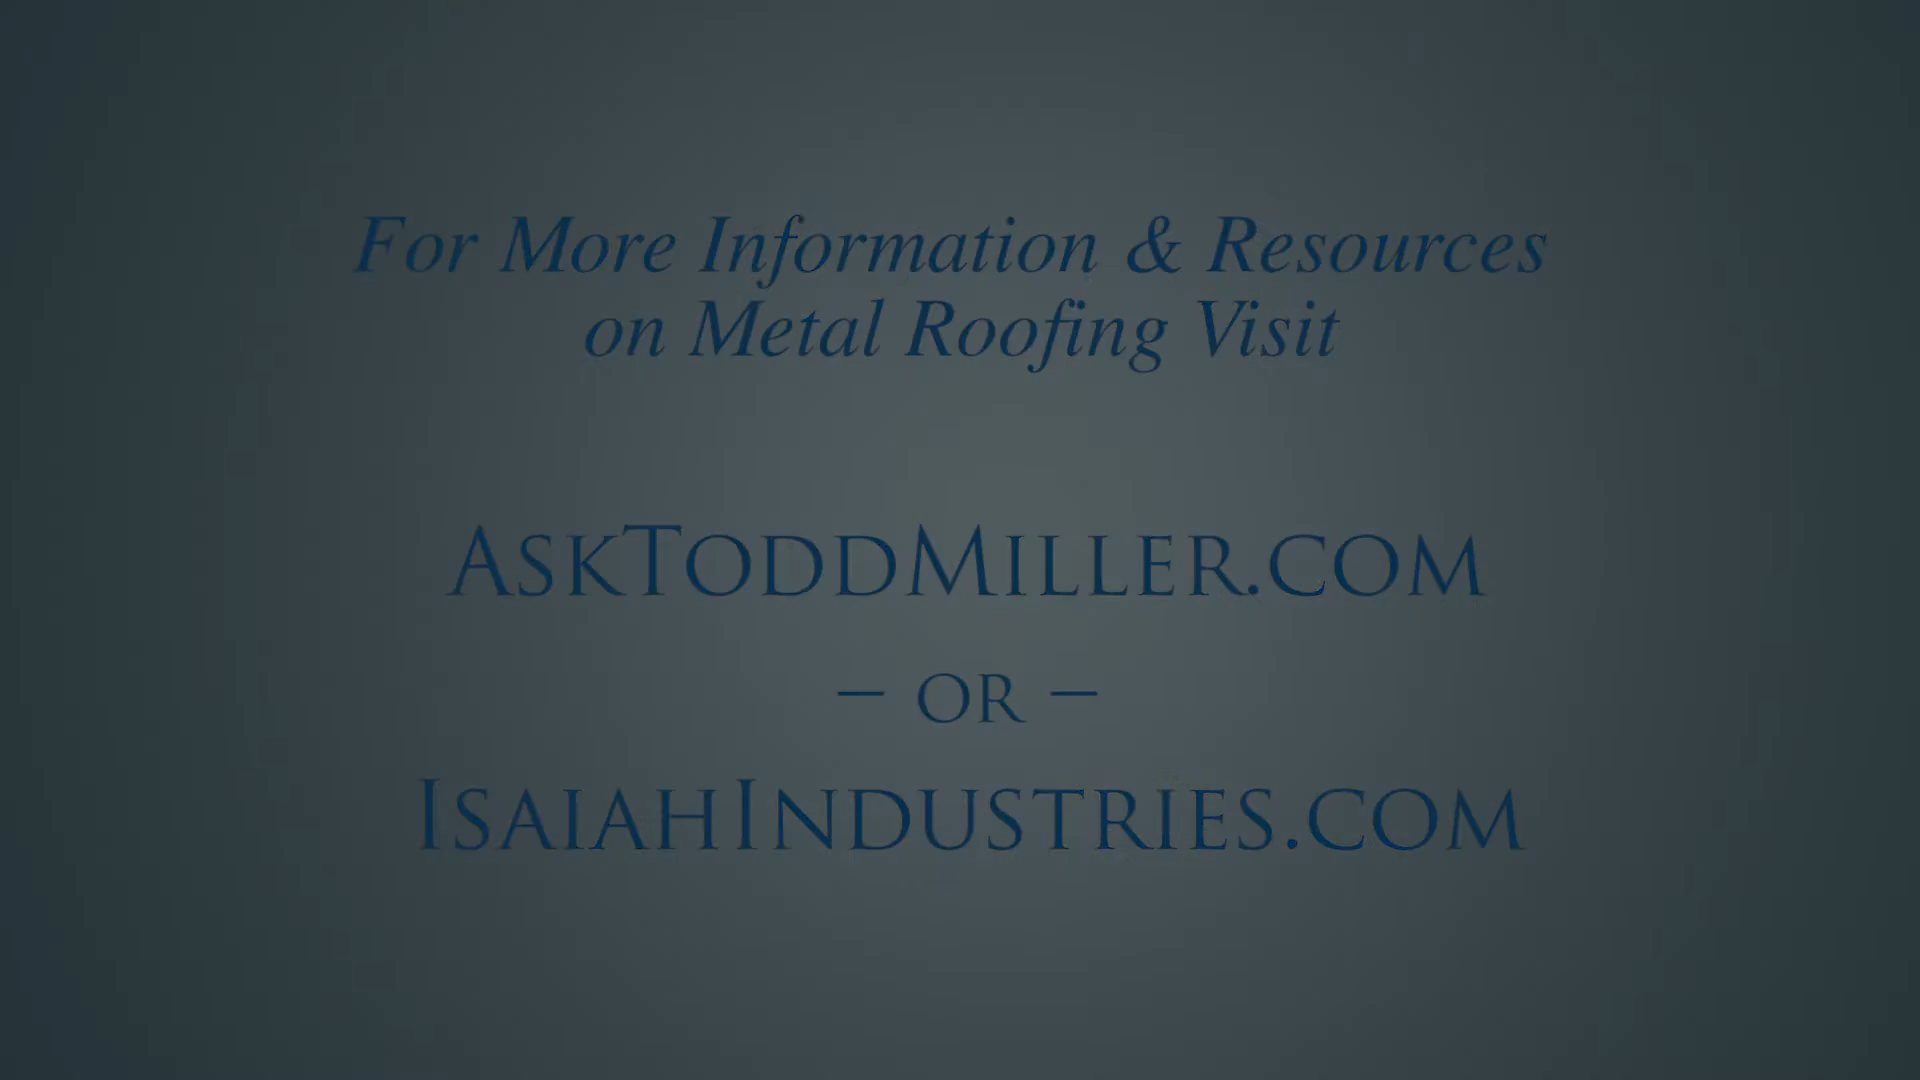 For More Information & Resources
on Metal Roofing Visit
AskToddMiller.com
– or –
IsaiahIndustries.com